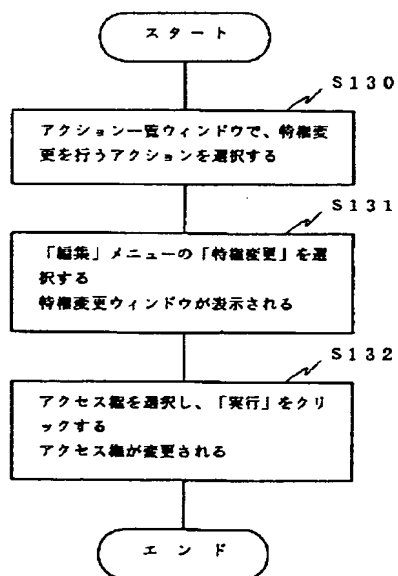 スタート
S130
アクション一覧ウィンドウで、特権変
更を行うアクションを選択する
S131
「編集」メニューの「特権変更」を選
択する
特権変更ウィンドウが表示される
S132
アクセス権を選択し、「実行」をクリ
ックする
アクセス権が変更される
エンド